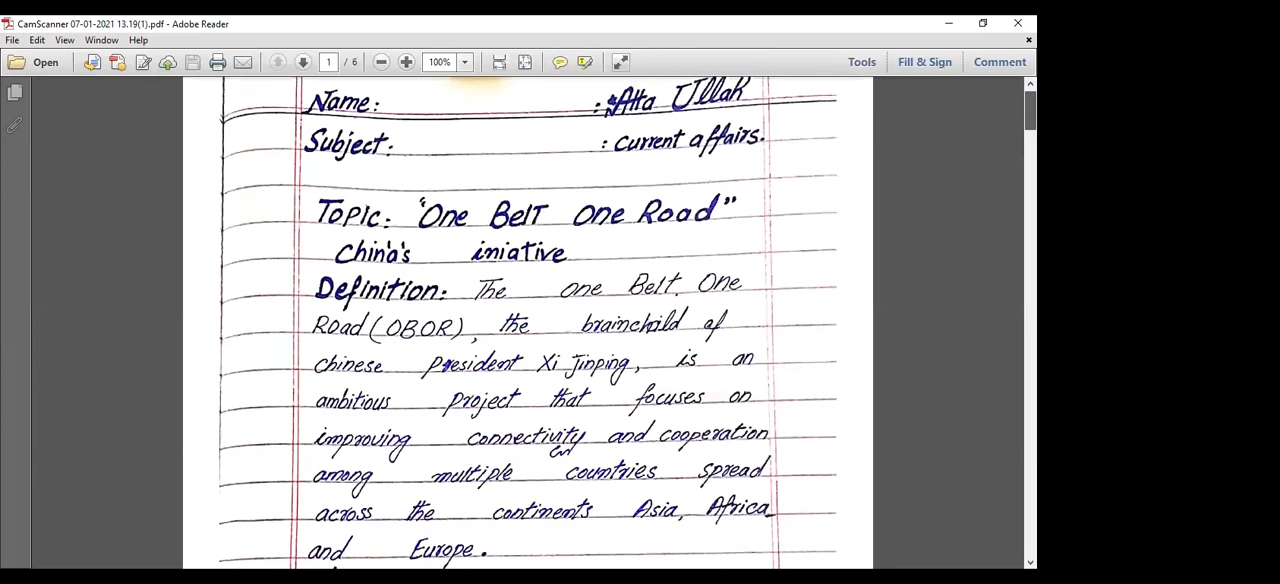 CamScanner 07-01-2021 13.19(1).pdf - Adobe Reader
File Edit View Window Help
Open 1 / 6 100% Tools Fill & Sign Comment
Name: : Atta Ullah
Subject: : current affairs.
Topic: "One Belt One Road"
China's iniative
Definition: The one Belt. One
Road (OBOR), the brainchild of
chinese president Xi Jinping, is an
ambitious project that focuses on
improving connectivity and cooperation
among multiple countries spread
across the continents Asia, Africa
and Europe.